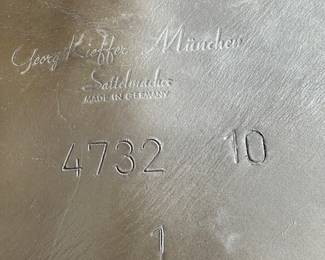 Georg Kieffer München
Sattelmacher
MADE IN GERMANY
4732 10
1